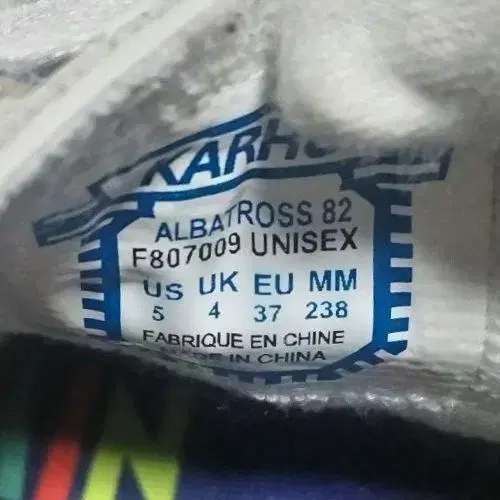 KARHU
ALBATROSS 82
F807009 UNISEX
US UK EU MM
5 4 37 238
FABRIQUE EN CHINE
MADE IN CHINA